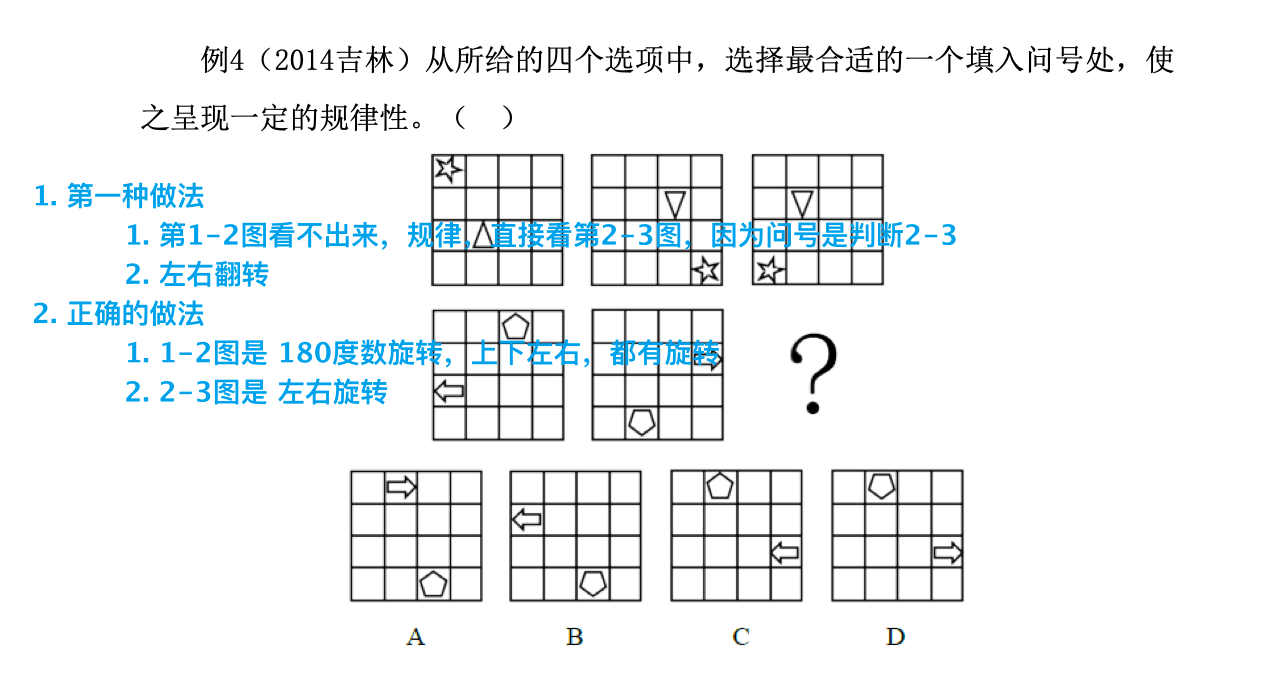 例4（2014吉林）从所给的四个选项中，选择最合适的一个填入问号处，使
之呈现一定的规律性。（ ）
1. 第一种做法
1. 第1-2图看不出来，规律，直接看第2-3图，因为问号是判断2-3
2. 左右翻转
2. 正确的做法
1. 1-2图是 180度数旋转，上下左右，都有旋转
2. 2-3图是 左右旋转
?
A B C D